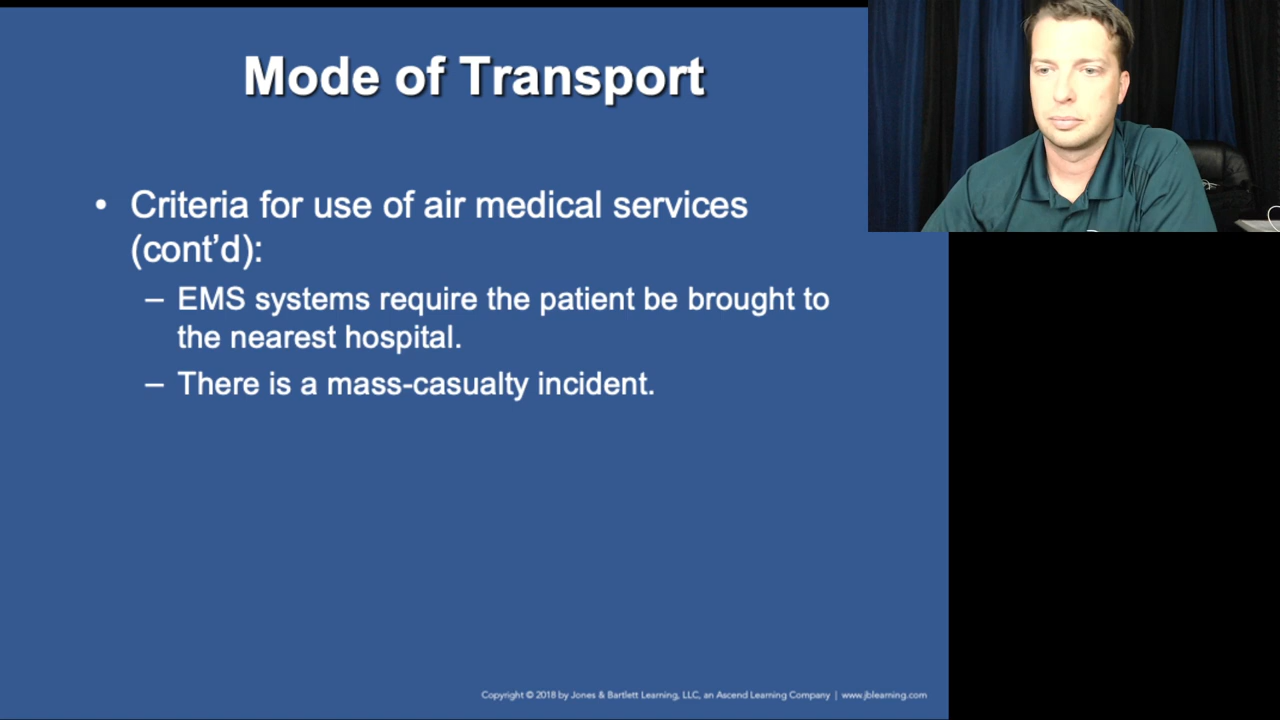 Mode of Transport
• Criteria for use of air medical services
(cont’d):
– EMS systems require the patient be brought to
the nearest hospital.
– There is a mass-casualty incident.
Copyright © 2018 by Jones & Bartlett Learning, LLC, an Ascend Learning Company | www.jblearning.com